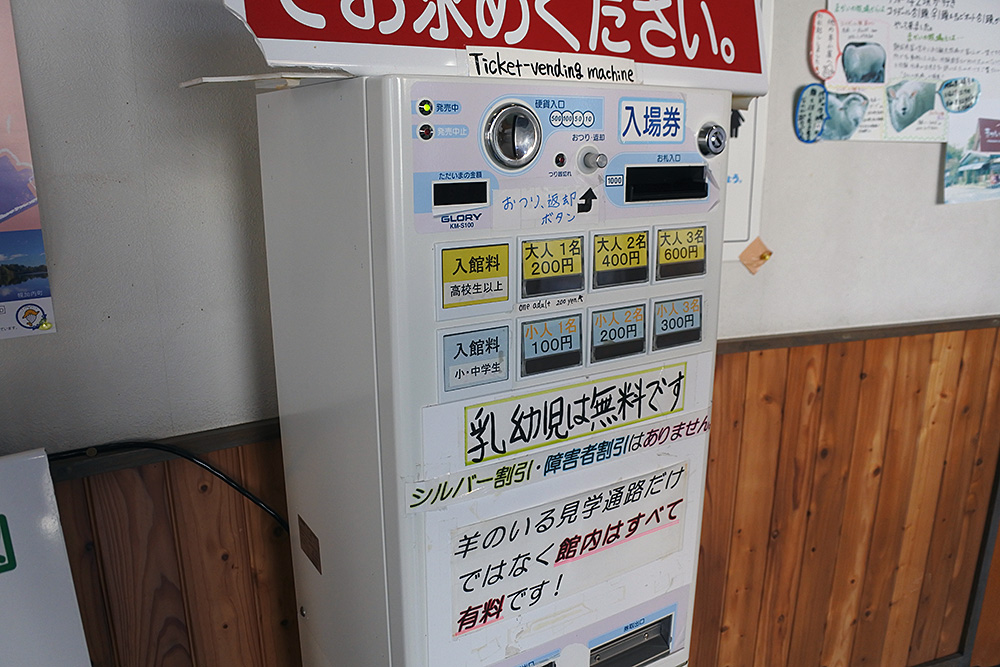 でお求めください。
Ticket-vending machine
発売中
発売中止
硬貨入口
500 100 50 10
入場券
おつり・返却
つり銭切れ
お札入口
1000
ただいまの金額
GLORY
KM-S100
おつり、返却
ボタン
入館料
高校生以上
大人 1名
200円
大人 2名
400円
大人 3名
600円
one adult 200 yen
入館料
小・中学生
小人 1名
100円
小人 2名
200円
小人 3名
300円
乳幼児は無料です
シルバー割引・障害者割引はありません。
羊のいる見学通路だけ
ではなく館内はすべて
有料です!
券取出口